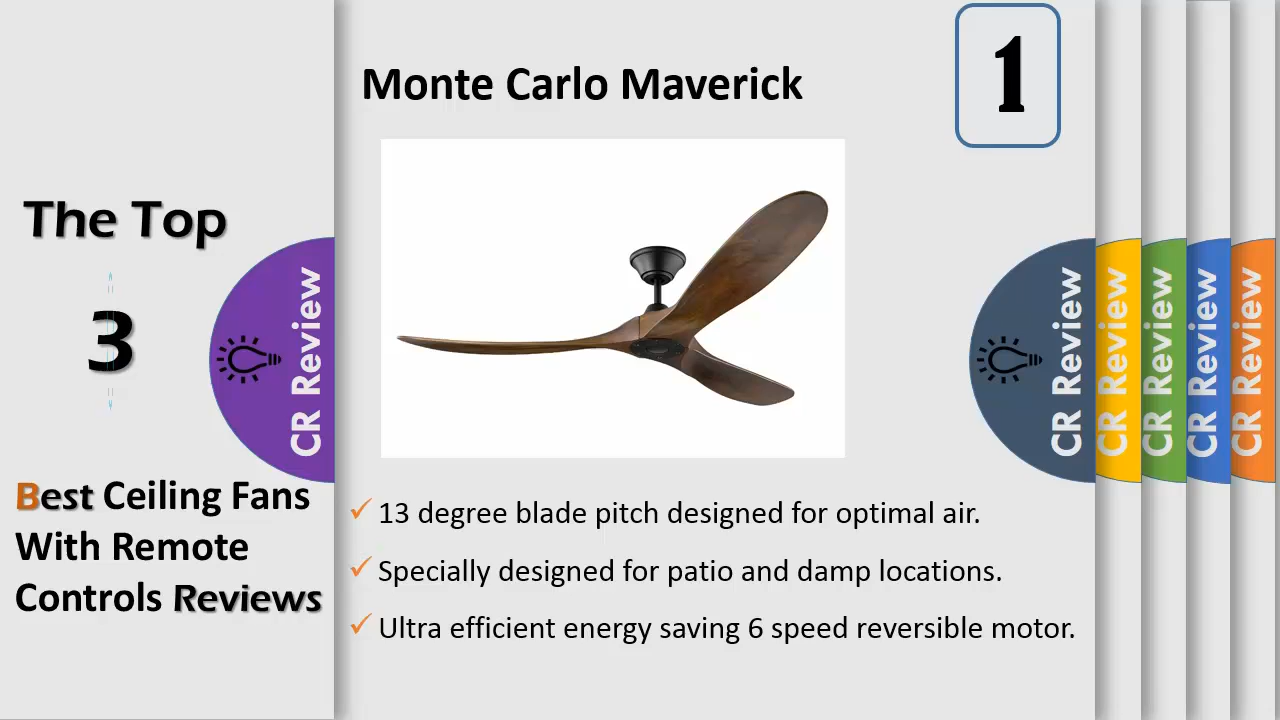 The Top
3
Best Ceiling Fans
With Remote
Controls Reviews
CR Review
Monte Carlo Maverick
1
13 degree blade pitch designed for optimal air.
Specially designed for patio and damp locations.
Ultra efficient energy saving 6 speed reversible motor.
CR Review
CR Review
CR Review
CR Review
CR Review